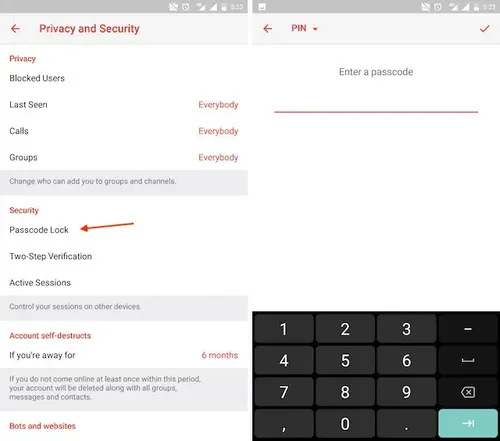 5:23
Privacy and Security
Privacy
Blocked Users
Last Seen Everybody
Calls Everybody
Groups Everybody
Change who can add you to groups and channels.
Security
Passcode Lock
Two-Step Verification
Active Sessions
Control your sessions on other devices.
Account self-destructs
If you're away for 6 months
If you do not come online at least once within this period,
your account will be deleted along with all groups,
messages and contacts.
Bots and websites
5:22
PIN
Enter a passcode
1 2 3 –
4 5 6
7 8 9
, 0 .